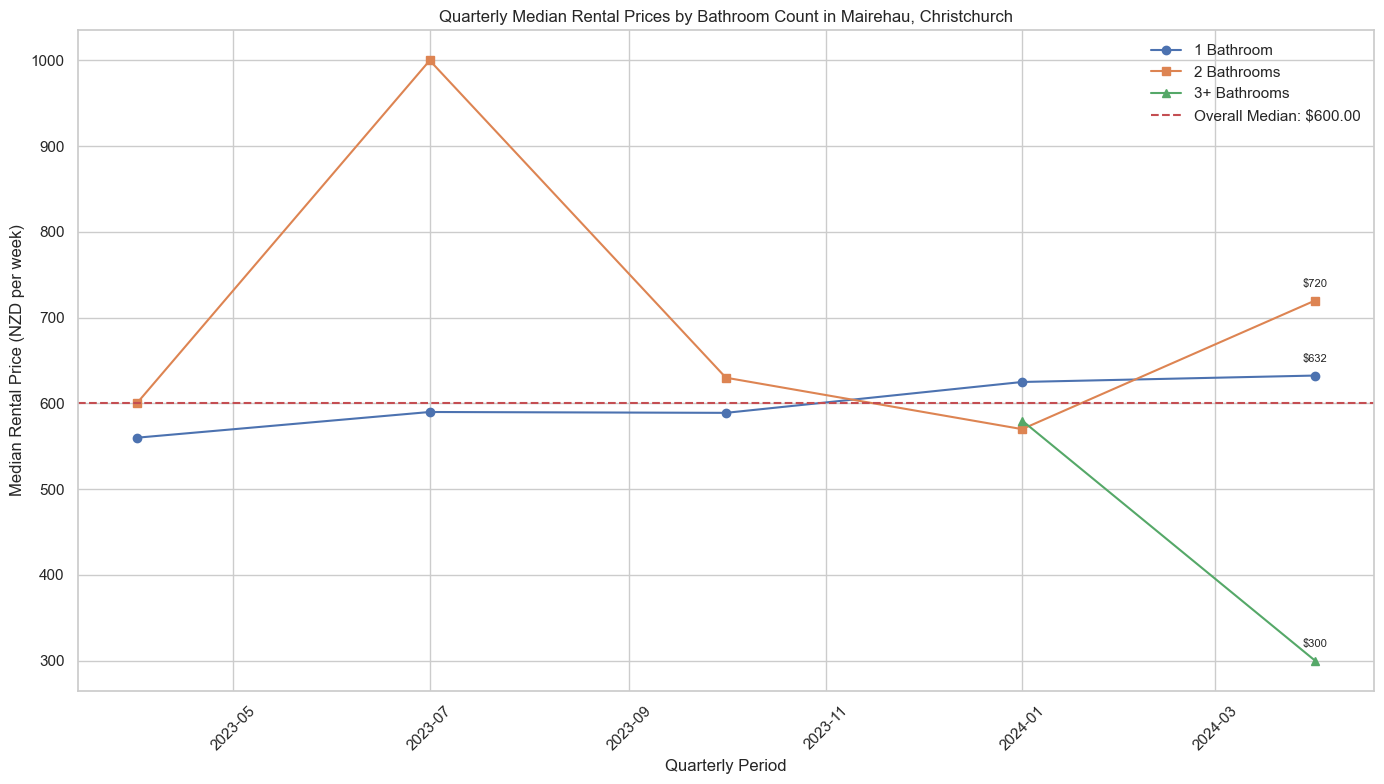 Quarterly Median Rental Prices by Bathroom Count in Mairehau, Christchurch
1 Bathroom
2 Bathrooms
3+ Bathrooms
Overall Median: $600.00
Median Rental Price (NZD per week)
1000
900
800
700
600
500
400
300
$720
$632
$300
2023-05
2023-07
2023-09
2023-11
2024-01
2024-03
Quarterly Period